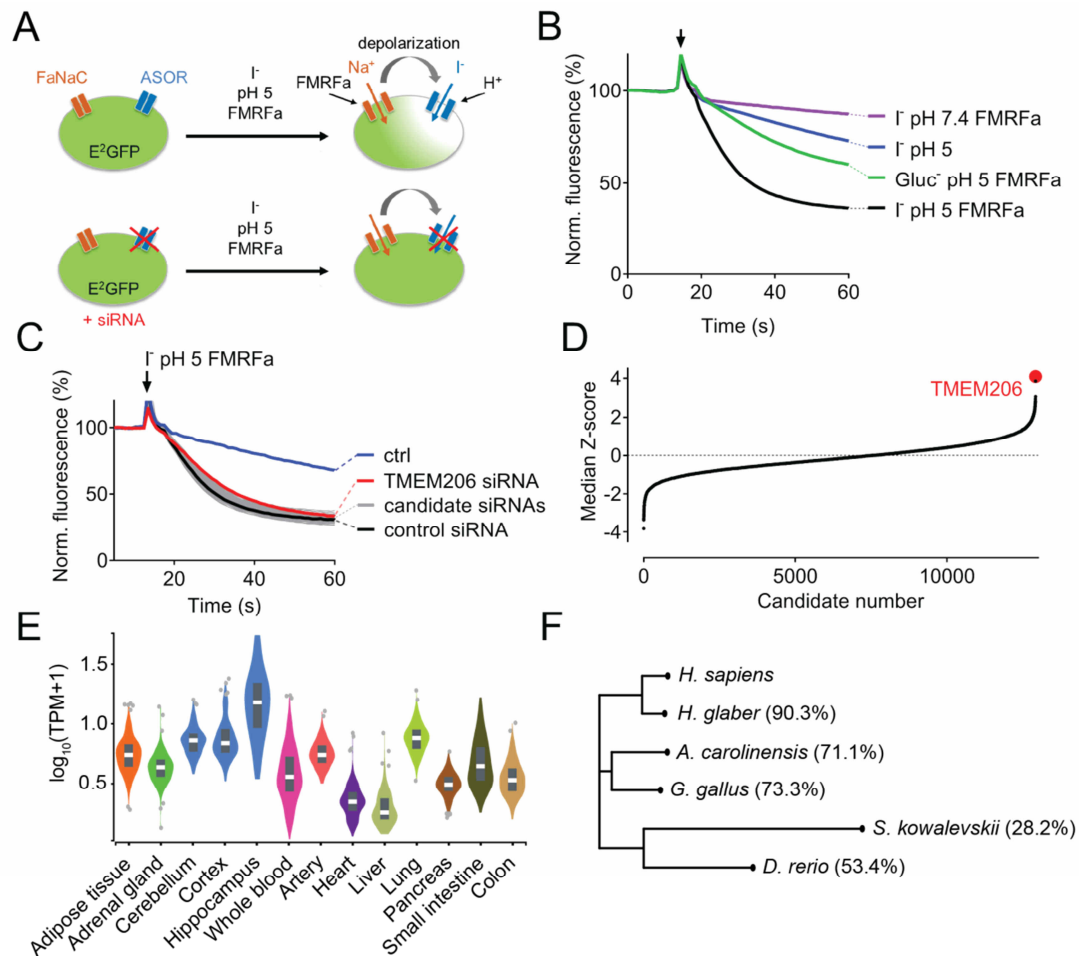 A
FaNaC
ASOR
E²GFP
I⁻
pH 5
FMRFa
depolarization
FMRFa
Na⁺
I⁻
H⁺
E²GFP
+ siRNA
I⁻
pH 5
FMRFa
B
Norm. fluorescence (%)
100
50
0
0 20 40 60
Time (s)
I⁻ pH 7.4 FMRFa
I⁻ pH 5
Gluc⁻ pH 5 FMRFa
I⁻ pH 5 FMRFa
C
I⁻ pH 5 FMRFa
Norm. fluorescence (%)
100
50
0
20 40 60
Time (s)
ctrl
TMEM206 siRNA
candidate siRNAs
control siRNA
D
Median Z-score
4
2
0
-2
-4
TMEM206
0 5000 10000
Candidate number
E
log₁₀(TPM+1)
1.5
1.0
0.5
Adipose tissue
Adrenal gland
Cerebellum
Cortex
Hippocampus
Whole blood
Artery
Heart
Liver
Lung
Pancreas
Small intestine
Colon
F
H. sapiens
H. glaber (90.3%)
A. carolinensis (71.1%)
G. gallus (73.3%)
S. kowalevskii (28.2%)
D. rerio (53.4%)